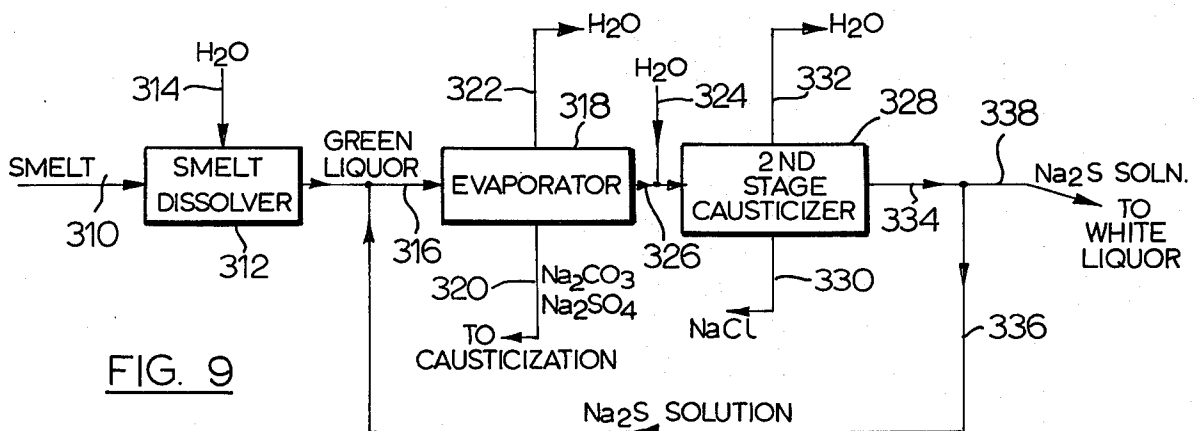 H2O
314
SMELT
310
SMELT
DISSOLVER
312
GREEN
LIQUOR
316
H2O
322
318
EVAPORATOR
320
Na2CO3
Na2SO4
TO
CAUSTICIZATION
H2O
324
326
H2O
332
328
2ND
STAGE
CAUSTICIZER
330
NaCl
334
338
Na2S SOLN.
TO
WHITE
LIQUOR
336
Na2S SOLUTION
FIG. 9